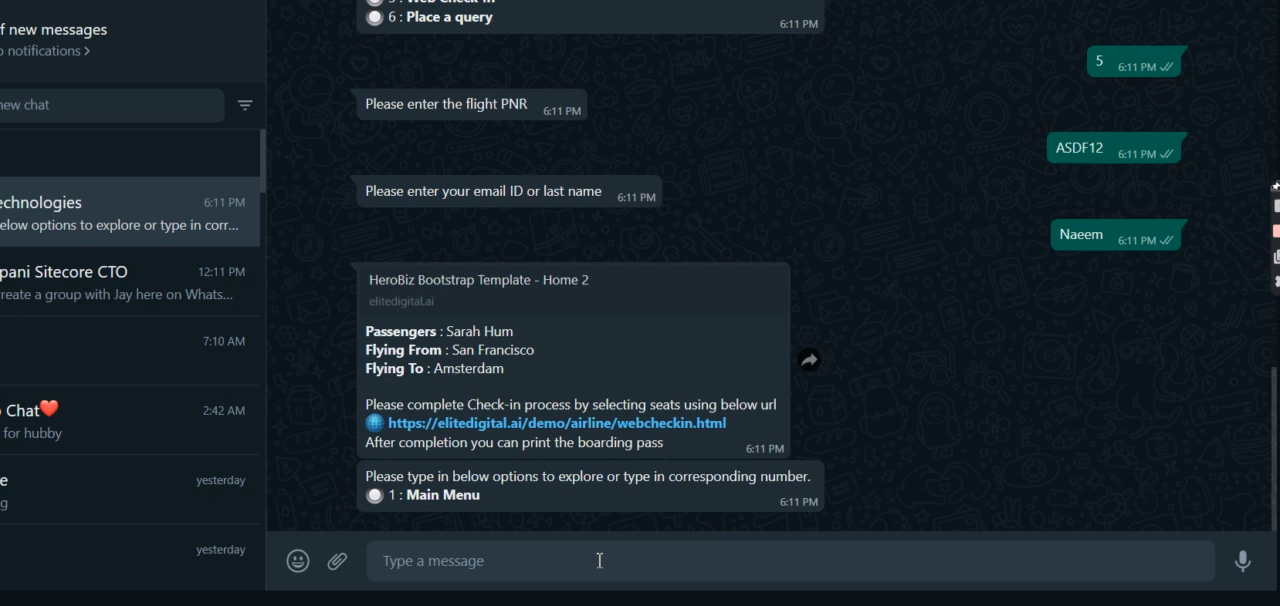 f new messages
notifications >
ew chat
echnologies
6:11 PM
elow options to explore or type in corr...
pani Sitecore CTO
12:11 PM
reate a group with Jay here on Whats...
7:10 AM
Chat❤️
2:42 AM
for hubby
e
yesterday
g
yesterday
6 : Place a query
6:11 PM
5
6:11 PM
Please enter the flight PNR
6:11 PM
ASDF12
6:11 PM
Please enter your email ID or last name
6:11 PM
Naeem
6:11 PM
HeroBiz Bootstrap Template - Home 2
elitedigital.ai
Passengers : Sarah Hum
Flying From : San Francisco
Flying To : Amsterdam
Please complete Check-in process by selecting seats using below url
🌐 https://elitedigital.ai/demo/airline/webcheckin.html
After completion you can print the boarding pass
6:11 PM
Please type in below options to explore or type in corresponding number.
1 : Main Menu
6:11 PM
Type a message